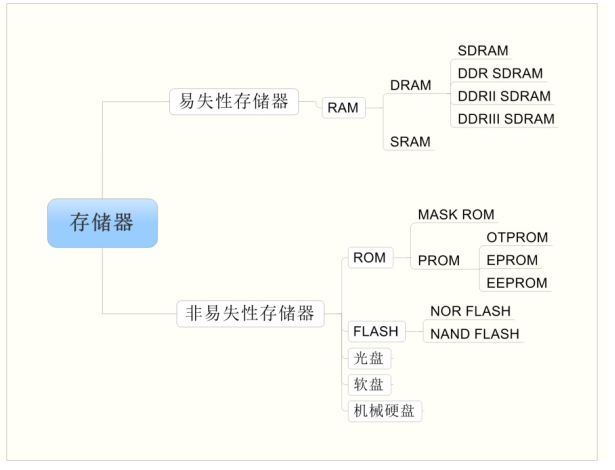 存储器
易失性存储器
RAM
DRAM
SDRAM
DDR SDRAM
DDRII SDRAM
DDRIII SDRAM
SRAM
非易失性存储器
ROM
MASK ROM
PROM
OTPROM
EPROM
EEPROM
FLASH
NOR FLASH
NAND FLASH
光盘
软盘
机械硬盘